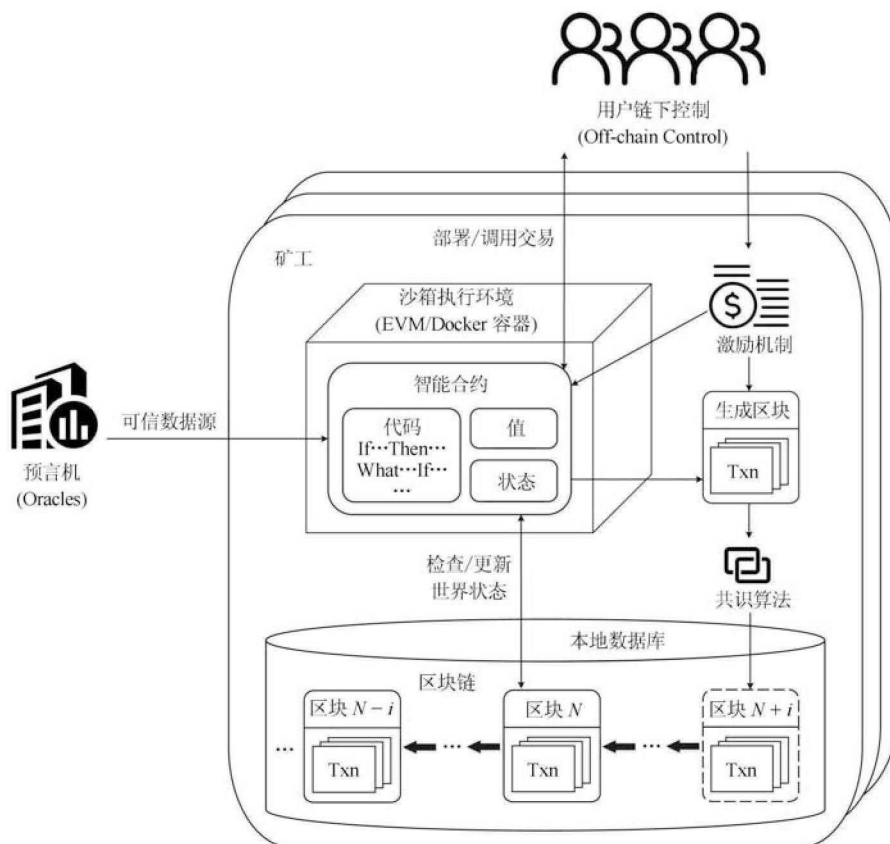 用户链下控制
(Off-chain Control)
部署/调用交易
矿工
沙箱执行环境
(EVM/Docker 容器)
激励机制
智能合约
生成区块
可信数据源
代码
If…Then…
What…If…
…
值
状态
Txn
预言机
(Oracles)
检查/更新
世界状态
共识算法
本地数据库
区块链
区块 N − i
区块 N
区块 N + i
…
Txn
…
Txn
…
Txn